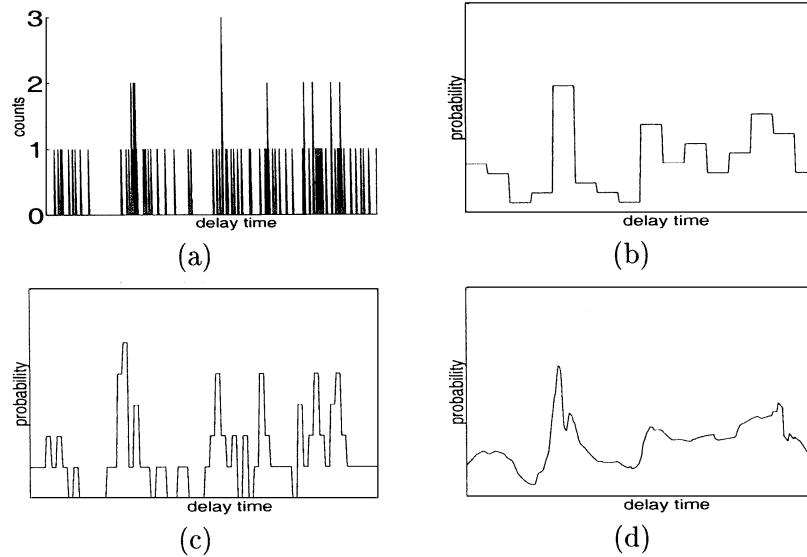 3
2
1
0
counts
delay time
(a)
probability
delay time
(b)
probability
delay time
(c)
probability
delay time
(d)